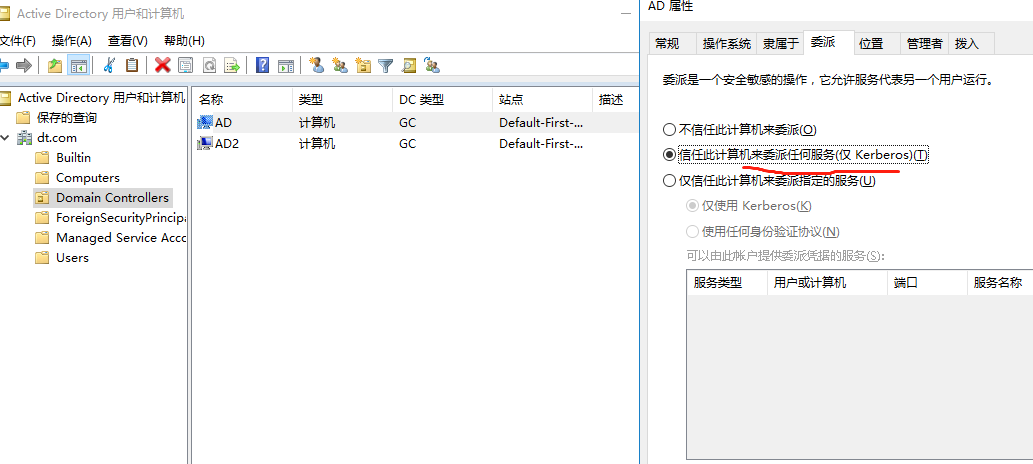 Active Directory 用户和计算机
文件(F) 操作(A) 查看(V) 帮助(H)
Active Directory 用户和计算机
保存的查询
dt.com
Builtin
Computers
Domain Controllers
ForeignSecurityPrincipa
Managed Service Acco
Users
名称 类型 DC 类型 站点 描述
AD 计算机 GC Default-First-...
AD2 计算机 GC Default-First-...
AD 属性
常规 操作系统 隶属于 委派 位置 管理者 拨入
委派是一个安全敏感的操作，它允许服务代表另一个用户运行。
不信任此计算机来委派(O)
信任此计算机来委派任何服务(仅 Kerberos)(T)
仅信任此计算机来委派指定的服务(U)
仅使用 Kerberos(K)
使用任何身份验证协议(N)
可以由此帐户提供委派凭据的服务(S):
服务类型 用户或计算机 端口 服务名称